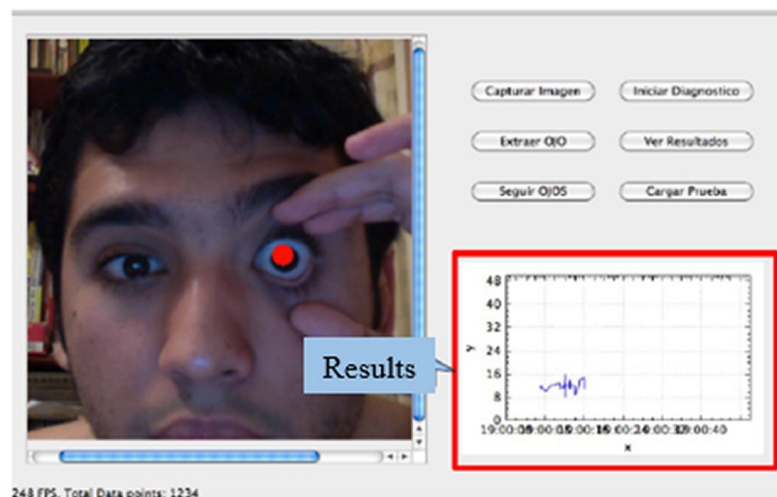 Capturar Imagen Iniciar Diagnostico
Extraer OJO Ver Resultados
Seguir OJOS Cargar Prueba
Results
48
40
32
24
16
8
0
y
x
248 FPS. Total Data points: 1234